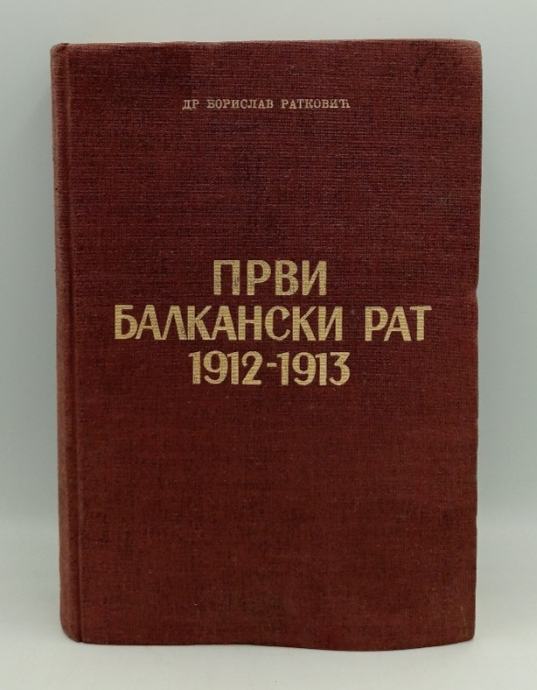 ДР БОРИСЛАВ РАТКОВИЋ
ПРВИ
БАЛКАНСКИ РАТ
1912-1913